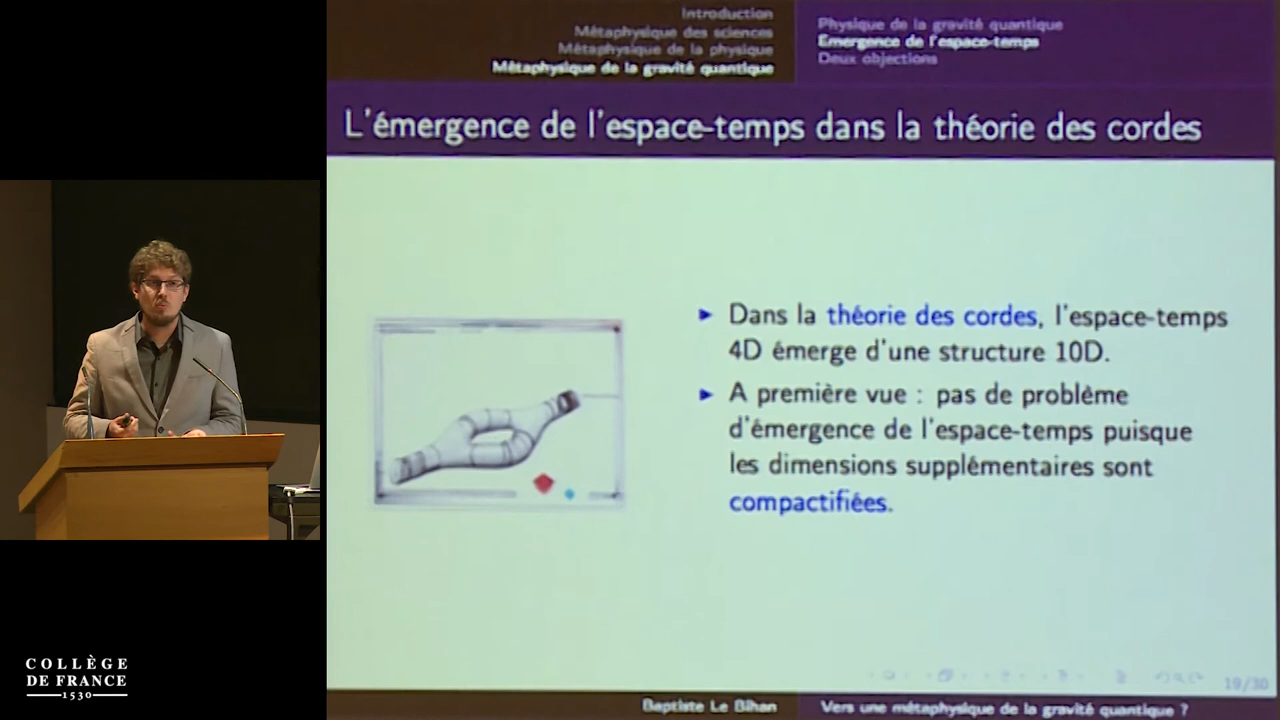 Introduction
Métaphysique des sciences
Métaphysique de la physique
Métaphysique de la gravité quantique
Physique de la gravité quantique
Emergence de l'espace-temps
Deux objections
L'émergence de l'espace-temps dans la théorie des cordes
► Dans la théorie des cordes, l'espace-temps
4D émerge d'une structure 10D.
► A première vue : pas de problème
d'émergence de l'espace-temps puisque
les dimensions supplémentaires sont
compactifiées.
19/30
Baptiste Le Bihan
Vers une métaphysique de la gravité quantique ?
COLLÈGE
DE FRANCE
1530